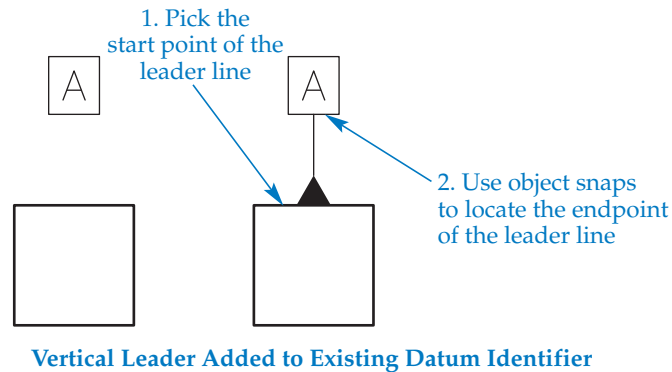 1. Pick the
start point of the
leader line
A
A
2. Use object snaps
to locate the endpoint
of the leader line
Vertical Leader Added to Existing Datum Identifier